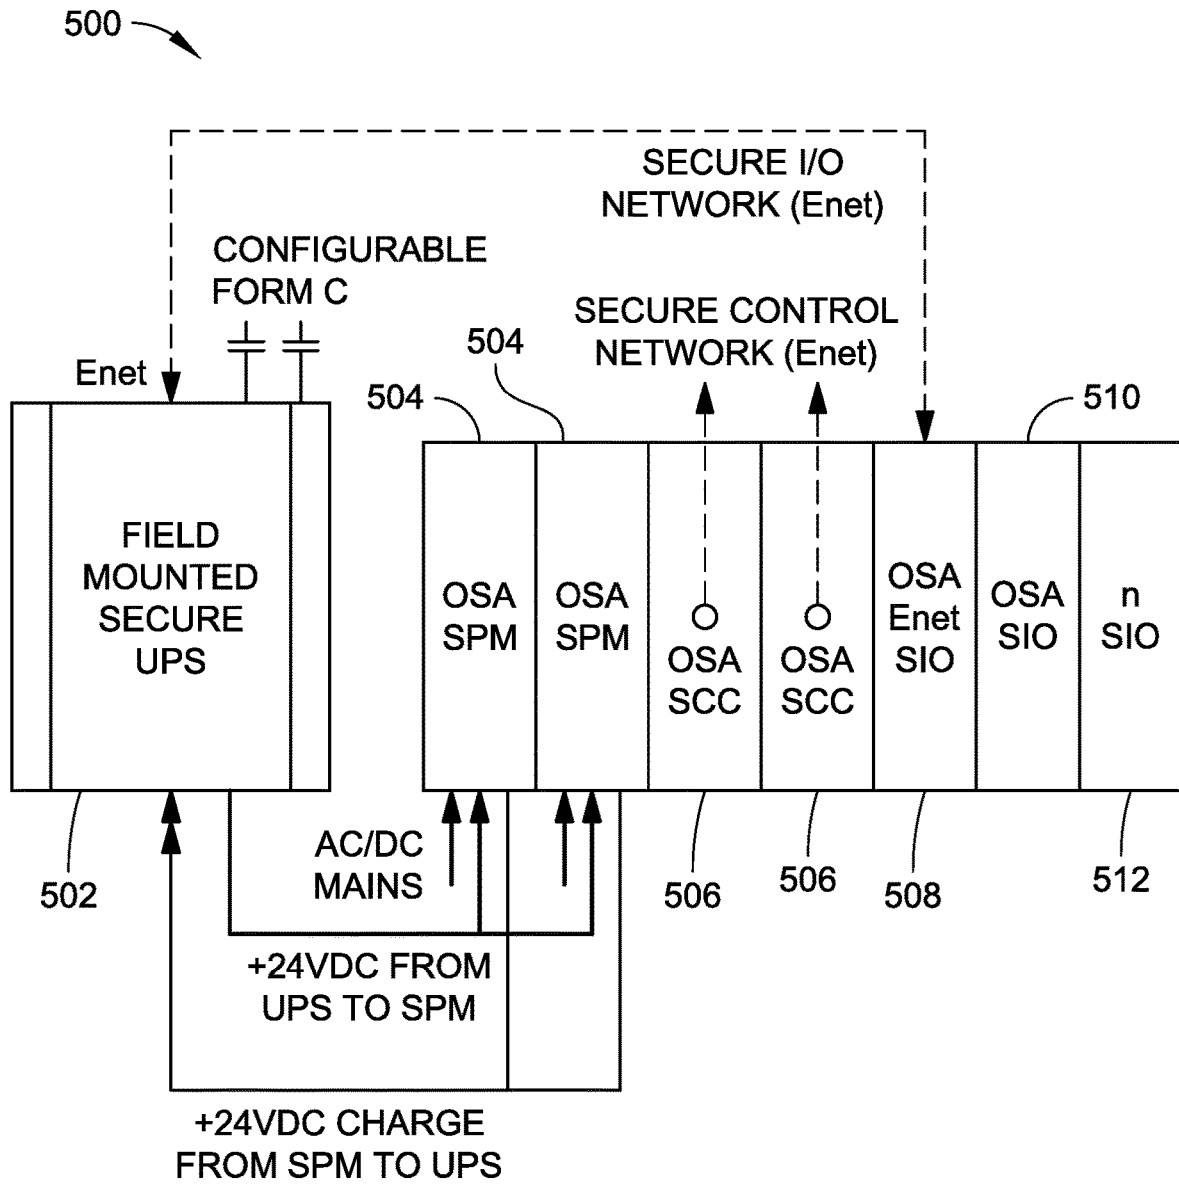 500
SECURE I/O
NETWORK (Enet)
CONFIGURABLE
FORM C
SECURE CONTROL
NETWORK (Enet)
Enet
504
504
510
FIELD
MOUNTED
SECURE
UPS
OSA
SPM
OSA
SPM
OSA
SCC
OSA
SCC
OSA
Enet
SIO
OSA
SIO
n
SIO
AC/DC
MAINS
502
506
506
508
512
+24VDC FROM
UPS TO SPM
+24VDC CHARGE
FROM SPM TO UPS